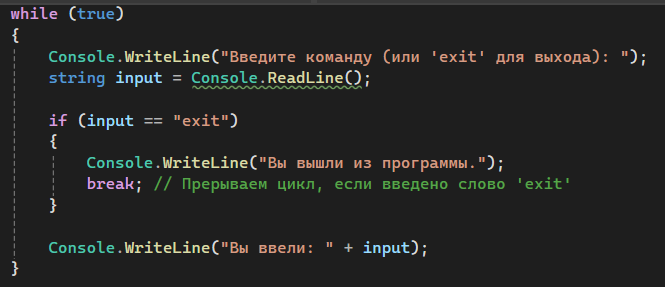 while (true)
{
Console.WriteLine("Введите команду (или 'exit' для выхода): ");
string input = Console.ReadLine();
if (input == "exit")
{
Console.WriteLine("Вы вышли из программы.");
break; // Прерываем цикл, если введено слово 'exit'
}
Console.WriteLine("Вы ввели: " + input);
}